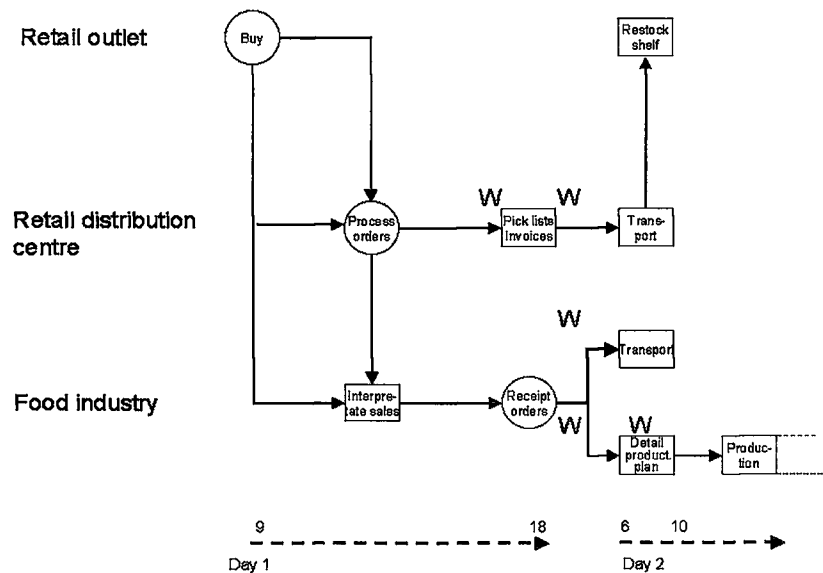 Retail outlet
Buy
Restock
shelf
Retail distribution
centre
Process
orders
W
Pick lists
Invoices
W
Trans-
port
Food industry
Interpre-
tate sales
Receipt
orders
W
Transport
W
W
Detail
product.
plan
Produc-
tion
9
18
6
10
Day 1
Day 2